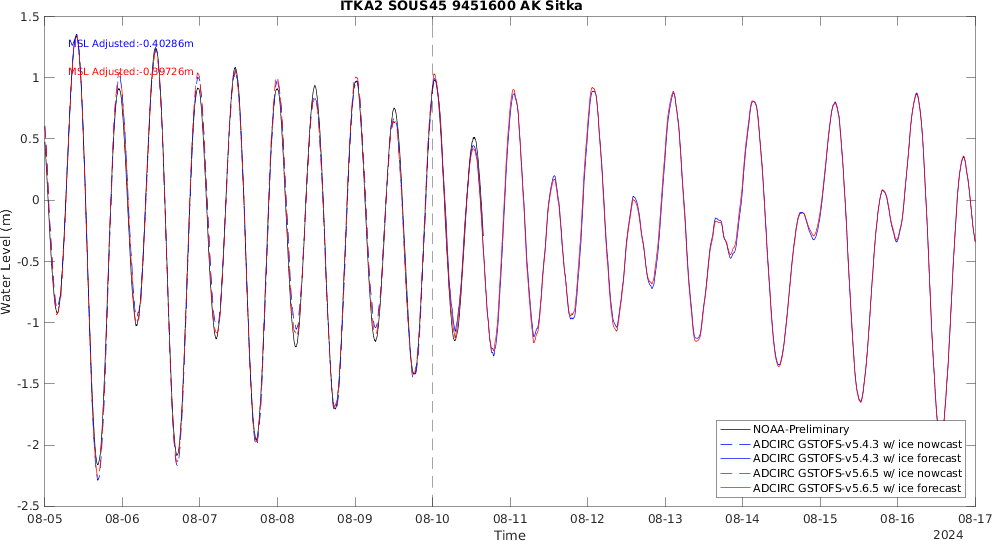 ITKA2 SOUS45 9451600 AK Sitka
1.5
MSL Adjusted:-0.40286m
MSL Adjusted:-0.39726m
1
0.5
0
-0.5
-1
-1.5
-2
-2.5
Water Level (m)
NOAA-Preliminary
ADCIRC GSTOFS-v5.4.3 w/ ice nowcast
ADCIRC GSTOFS-v5.4.3 w/ ice forecast
ADCIRC GSTOFS-v5.6.5 w/ ice nowcast
ADCIRC GSTOFS-v5.6.5 w/ ice forecast
08-05 08-06 08-07 08-08 08-09 08-10 08-11 08-12 08-13 08-14 08-15 08-16 08-17
Time
2024